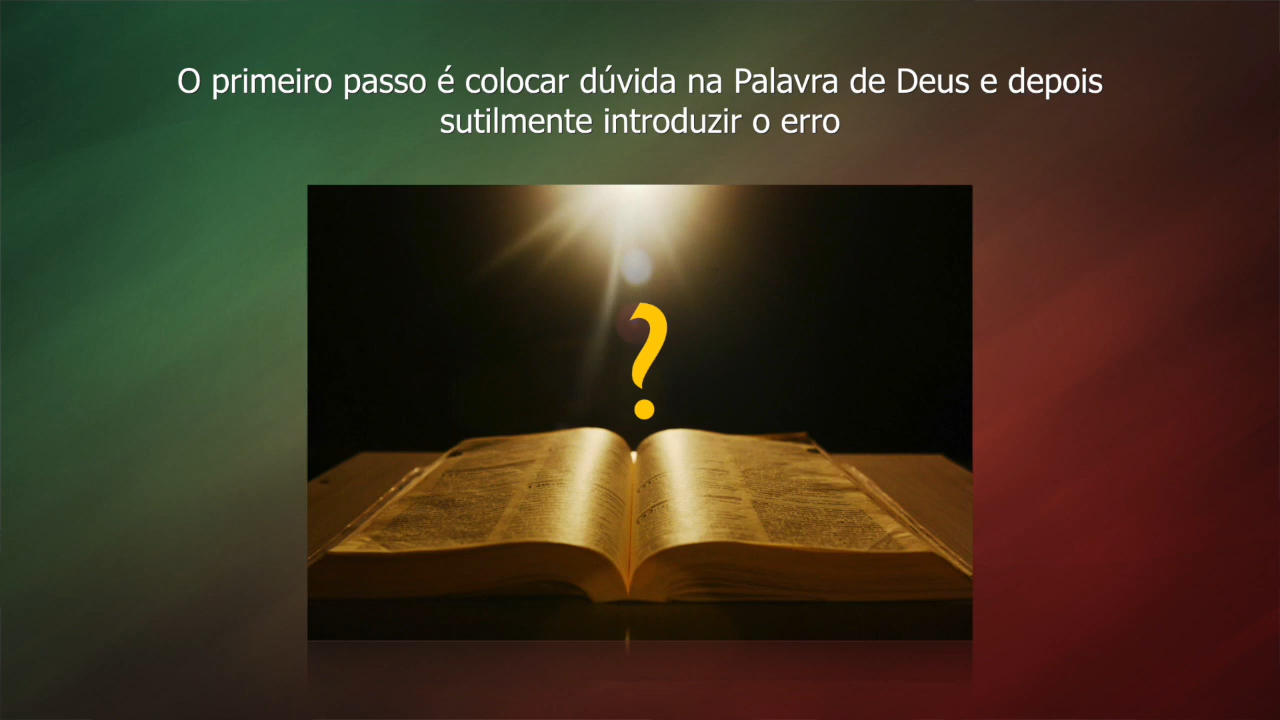 O primeiro passo é colocar dúvida na Palavra de Deus e depois
sutilmente introduzir o erro
?